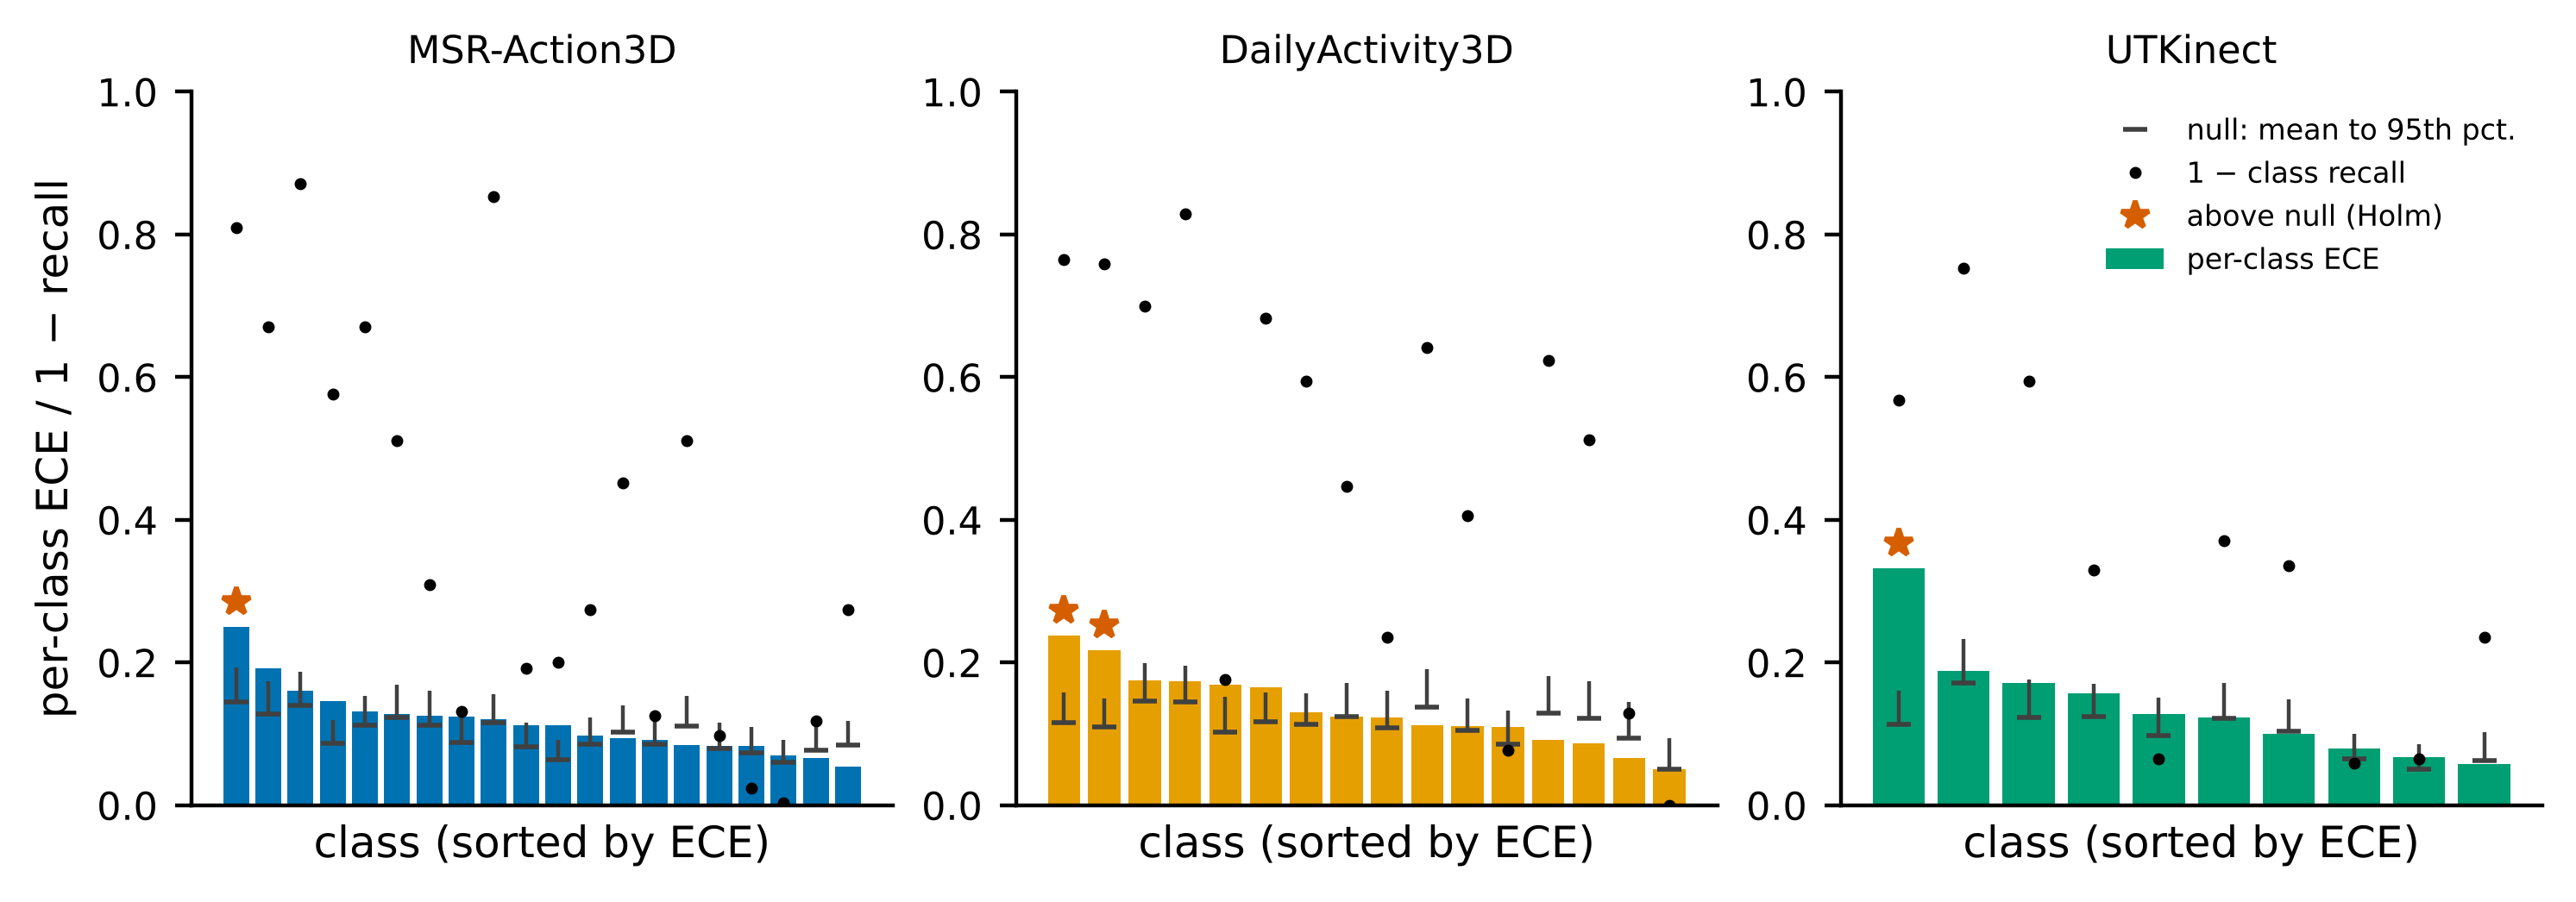 MSR-Action3D
DailyActivity3D
UTKinect
per-class ECE / 1 − recall
1.0
0.8
0.6
0.4
0.2
0.0
class (sorted by ECE)
1.0
0.8
0.6
0.4
0.2
0.0
class (sorted by ECE)
1.0
0.8
0.6
0.4
0.2
0.0
class (sorted by ECE)
null: mean to 95th pct.
1 − class recall
above null (Holm)
per-class ECE